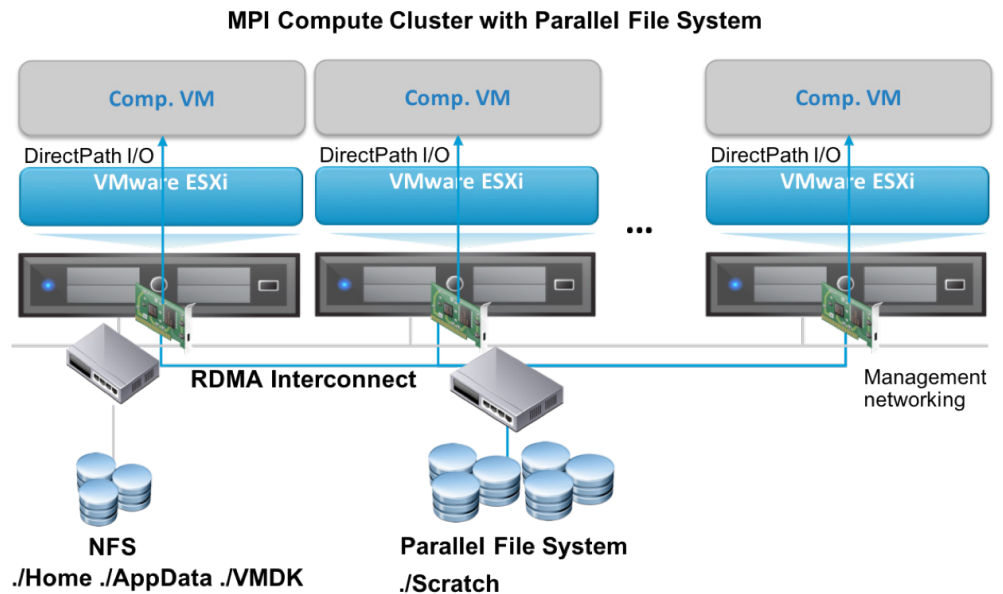 MPI Compute Cluster with Parallel File System
Comp. VM
Comp. VM
Comp. VM
DirectPath I/O
DirectPath I/O
DirectPath I/O
VMware ESXi
VMware ESXi
VMware ESXi
...
RDMA Interconnect
Management
networking
NFS
./Home ./AppData ./VMDK
Parallel File System
./Scratch